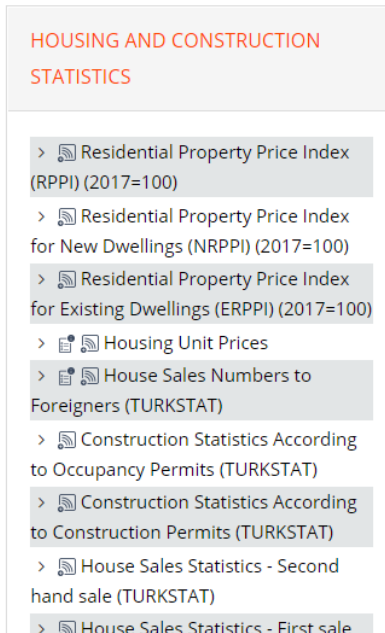 HOUSING AND CONSTRUCTION
STATISTICS
> Residential Property Price Index
(RPPI) (2017=100)
> Residential Property Price Index
for New Dwellings (NRPPI) (2017=100)
> Residential Property Price Index
for Existing Dwellings (ERPPI) (2017=100)
> Housing Unit Prices
> House Sales Numbers to
Foreigners (TURKSTAT)
> Construction Statistics According
to Occupancy Permits (TURKSTAT)
> Construction Statistics According
to Construction Permits (TURKSTAT)
> House Sales Statistics - Second
hand sale (TURKSTAT)
> House Sales Statistics - First sale